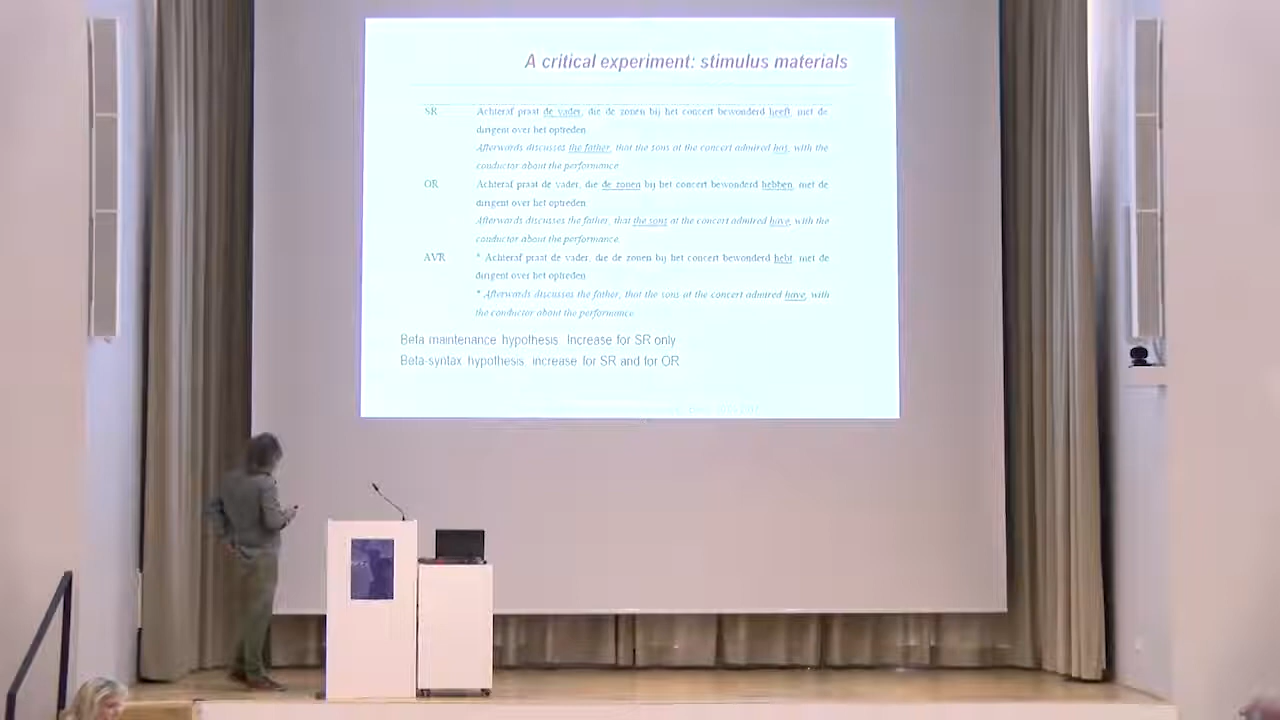 A critical experiment: stimulus materials
SR Achteraf praat de vader, die de zonen bij het concert bewonderd heeft, met de
dirigent over het optreden
Afterwards discusses the father, that the sons at the concert admired has, with the
conductor about the performance
OR Achteraf praat de vader, die de zonen bij het concert bewonderd hebben, met de
dirigent over het optreden
Afterwards discusses the father, that the sons at the concert admired have, with the
conductor about the performance.
AVR * Achteraf praat de vader, die de zonen bij het concert bewonderd hebt, met de
dirigent over het optreden
* Afterwards discusses the father, that the sons at the concert admired have, with
the conductor about the performance.
Beta maintenance hypothesis. Increase for SR only
Beta-syntax hypothesis, increase for SR and for OR